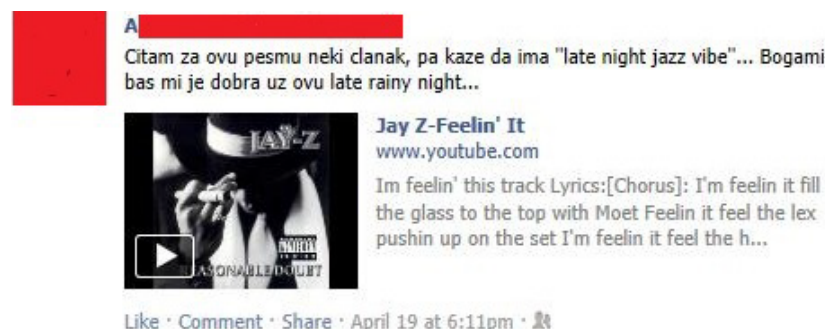 A
Citam za ovu pesmu neki clanak, pa kaze da ima "late night jazz vibe"... Bogami
bas mi je dobra uz ovu late rainy night...
JAY-Z
PARENTAL ADVISORY
REASONABLE DOUBT
Jay Z-Feelin' It
www.youtube.com
Im feelin' this track Lyrics:[Chorus]: I'm feelin it fill
the glass to the top with Moet Feelin it feel the lex
pushin up on the set I'm feelin it feel the h...
Like · Comment · Share · April 19 at 6:11pm ·